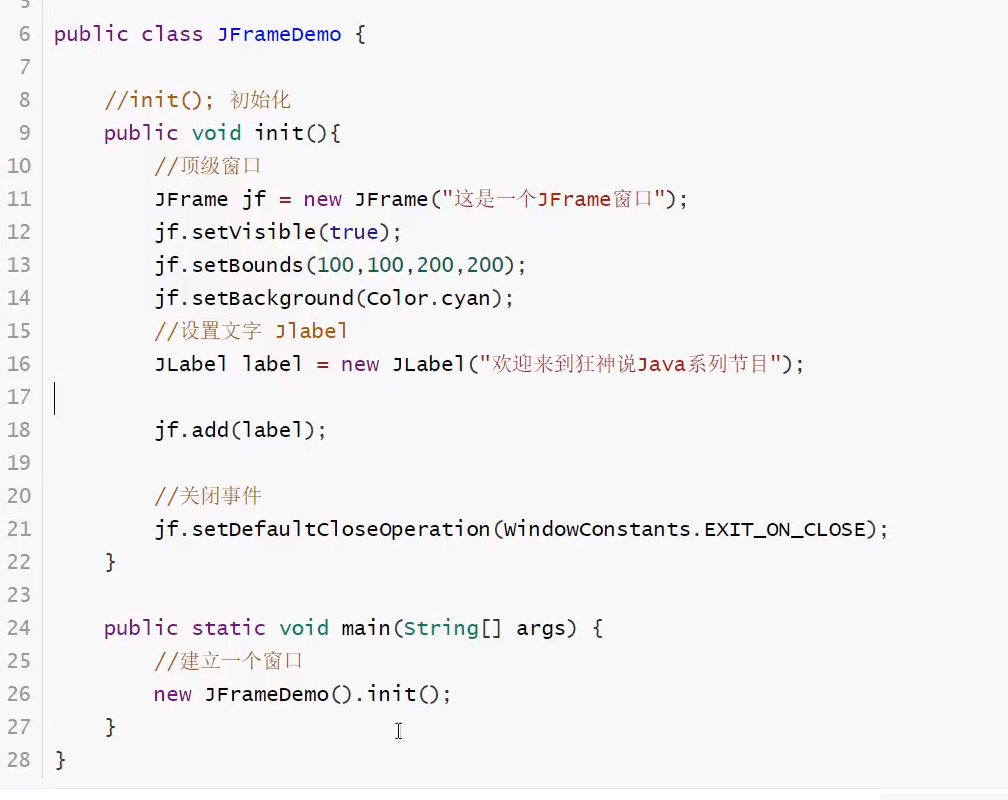 5
6 public class JFrameDemo {
7
8 //init(); 初始化
9 public void init(){
10 //顶级窗口
11 JFrame jf = new JFrame("这是一个JFrame窗口");
12 jf.setVisible(true);
13 jf.setBounds(100,100,200,200);
14 jf.setBackground(Color.cyan);
15 //设置文字 Jlabel
16 JLabel label = new JLabel("欢迎来到狂神说Java系列节目");
17
18 jf.add(label);
19
20 //关闭事件
21 jf.setDefaultCloseOperation(WindowConstants.EXIT_ON_CLOSE);
22 }
23
24 public static void main(String[] args) {
25 //建立一个窗口
26 new JFrameDemo().init();
27 }
28 }